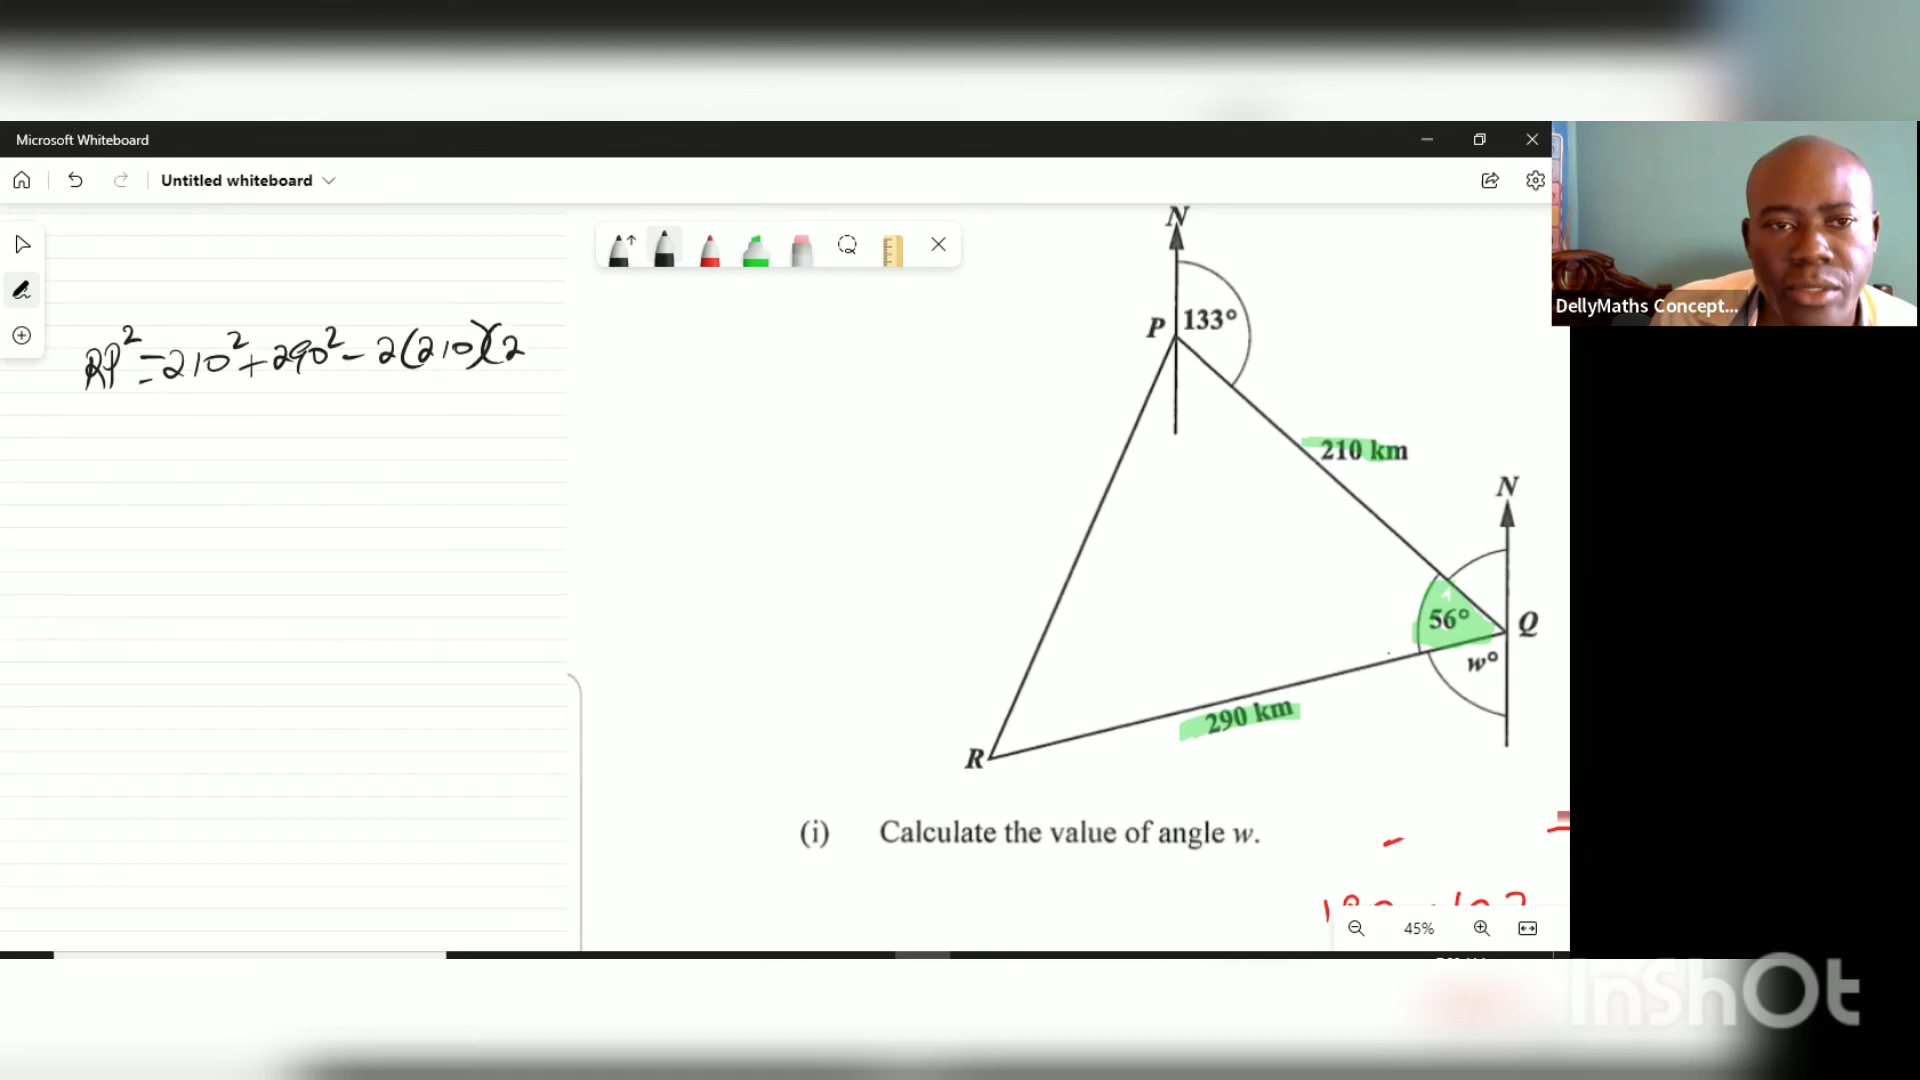 Microsoft Whiteboard
Untitled whiteboard
DellyMaths Concept...
RP² = 210² + 290² - 2(210)(2
N
P 133°
210 km
N
56°
Q
w°
290 km
R
(i) Calculate the value of angle w.
45%
InShOt